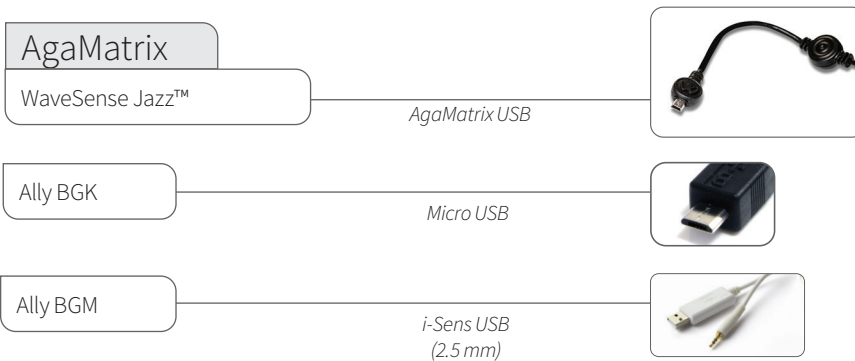 AgaMatrix
WaveSense Jazz™
AgaMatrix USB
Ally BGK
Micro USB
Ally BGM
i-Sens USB
(2.5 mm)